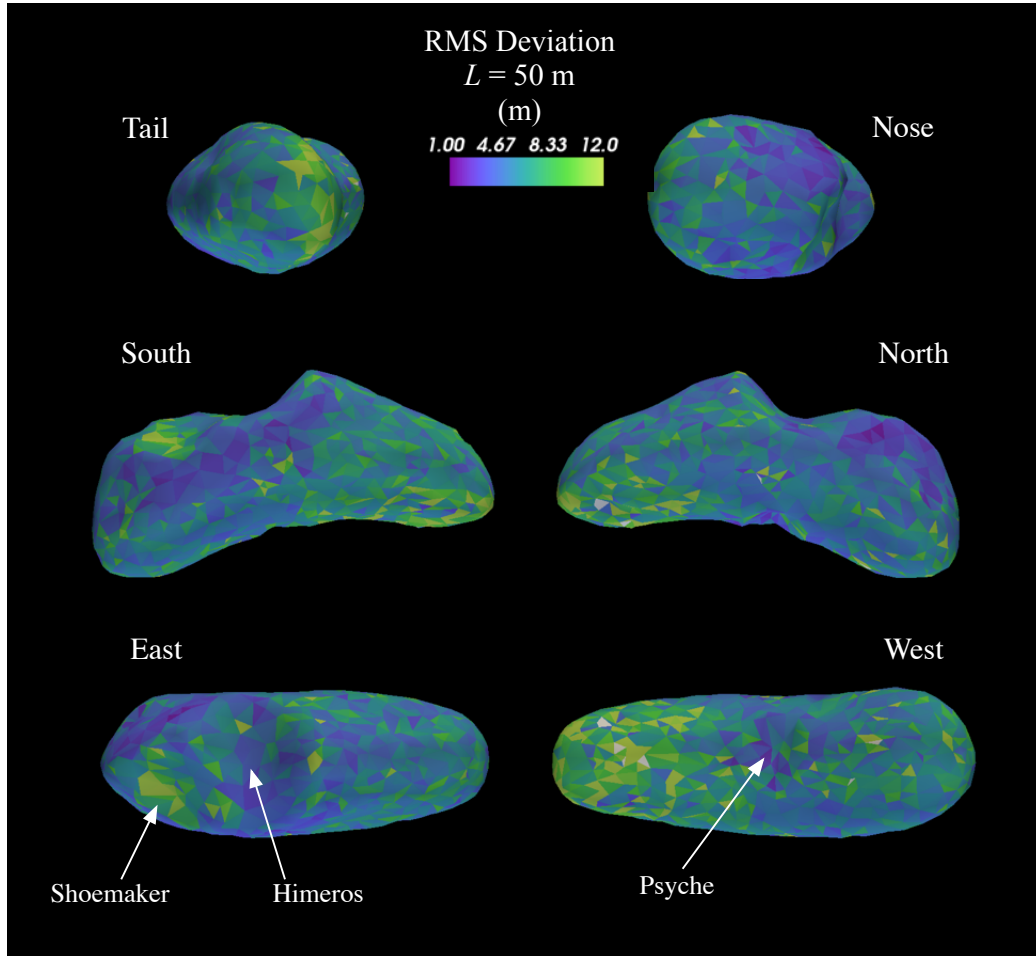 RMS Deviation
L = 50 m
(m)
1.00 4.67 8.33 12.0
Tail
Nose
South
North
East
West
Shoemaker
Himeros
Psyche